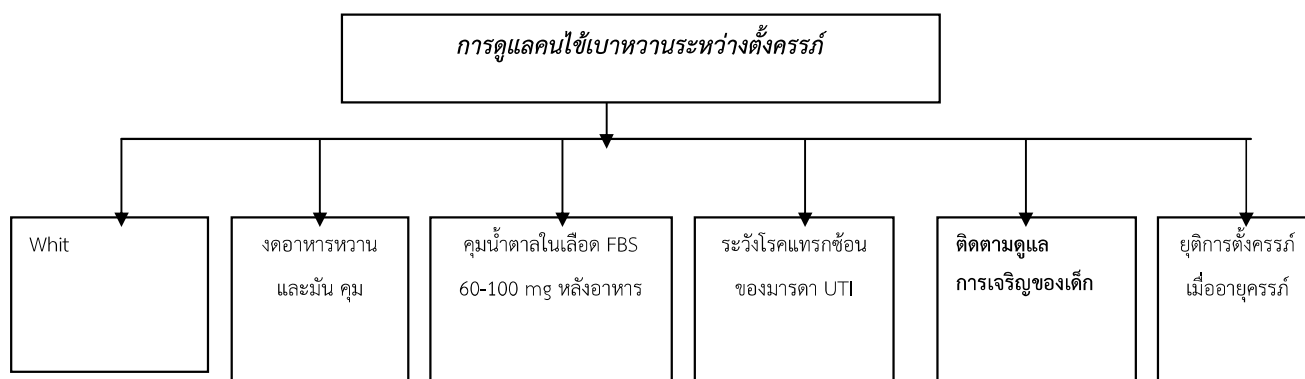 การดูแลคนไข้เบาหวานระหว่างตั้งครรภ์
Whit
งดอาหารหวาน
และมัน คุม
คุมน้ำตาลในเลือด FBS
60-100 mg หลังอาหาร
ระวังโรคแทรกซ้อน
ของมารดา UTI
ติดตามดูแล
การเจริญของเด็ก
ยุติการตั้งครรภ์
เมื่ออายุครรภ์